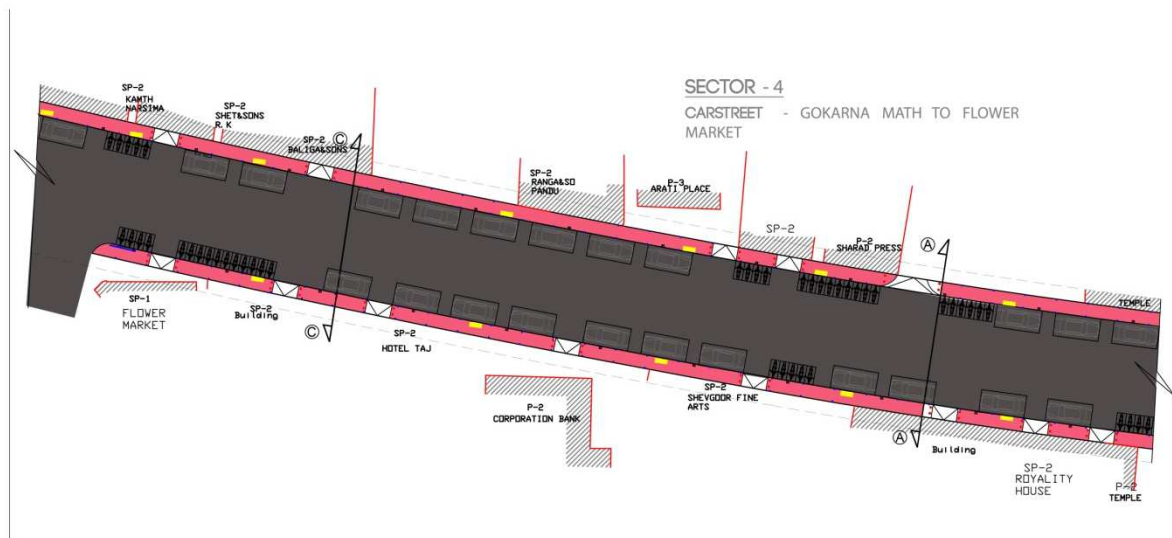 SECTOR - 4
CARSTREET - GOKARNA MATH TO FLOWER
MARKET
SP-2
KAMTH
NARSIMA
SP-2
SHET&SONS
R. K
SP-2
BALIGA&SONS
C
SP-2
RANGA&SO
PANDU
P-3
ARATI PLACE
SP-2
P-2
SHARAD PRESS
A
TEMPLE
SP-1
FLOWER
MARKET
SP-2
Building
C
SP-2
HOTEL TAJ
P-2
CORPORATION BANK
SP-2
SHEVGOOR FINE
ARTS
A
Building
SP-2
ROYALITY
HOUSE
P-2
TEMPLE